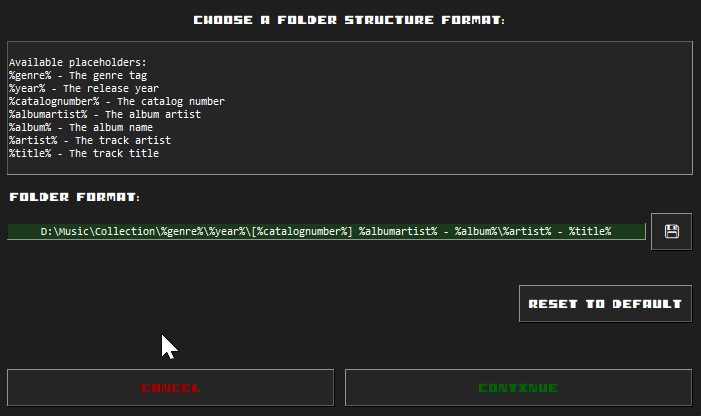 CHOOSE A FOLDER STRUCTURE FORMAT:
Available placeholders:
%genre% - The genre tag
%year% - The release year
%catalognumber% - The catalog number
%albumartist% - The album artist
%album% - The album name
%artist% - The track artist
%title% - The track title
FOLDER FORMAT:
D:\Music\Collection\%genre%\%year%\[%catalognumber%] %albumartist% - %album%\%artist% - %title%
RESET TO DEFAULT
CANCEL
CONTINUE